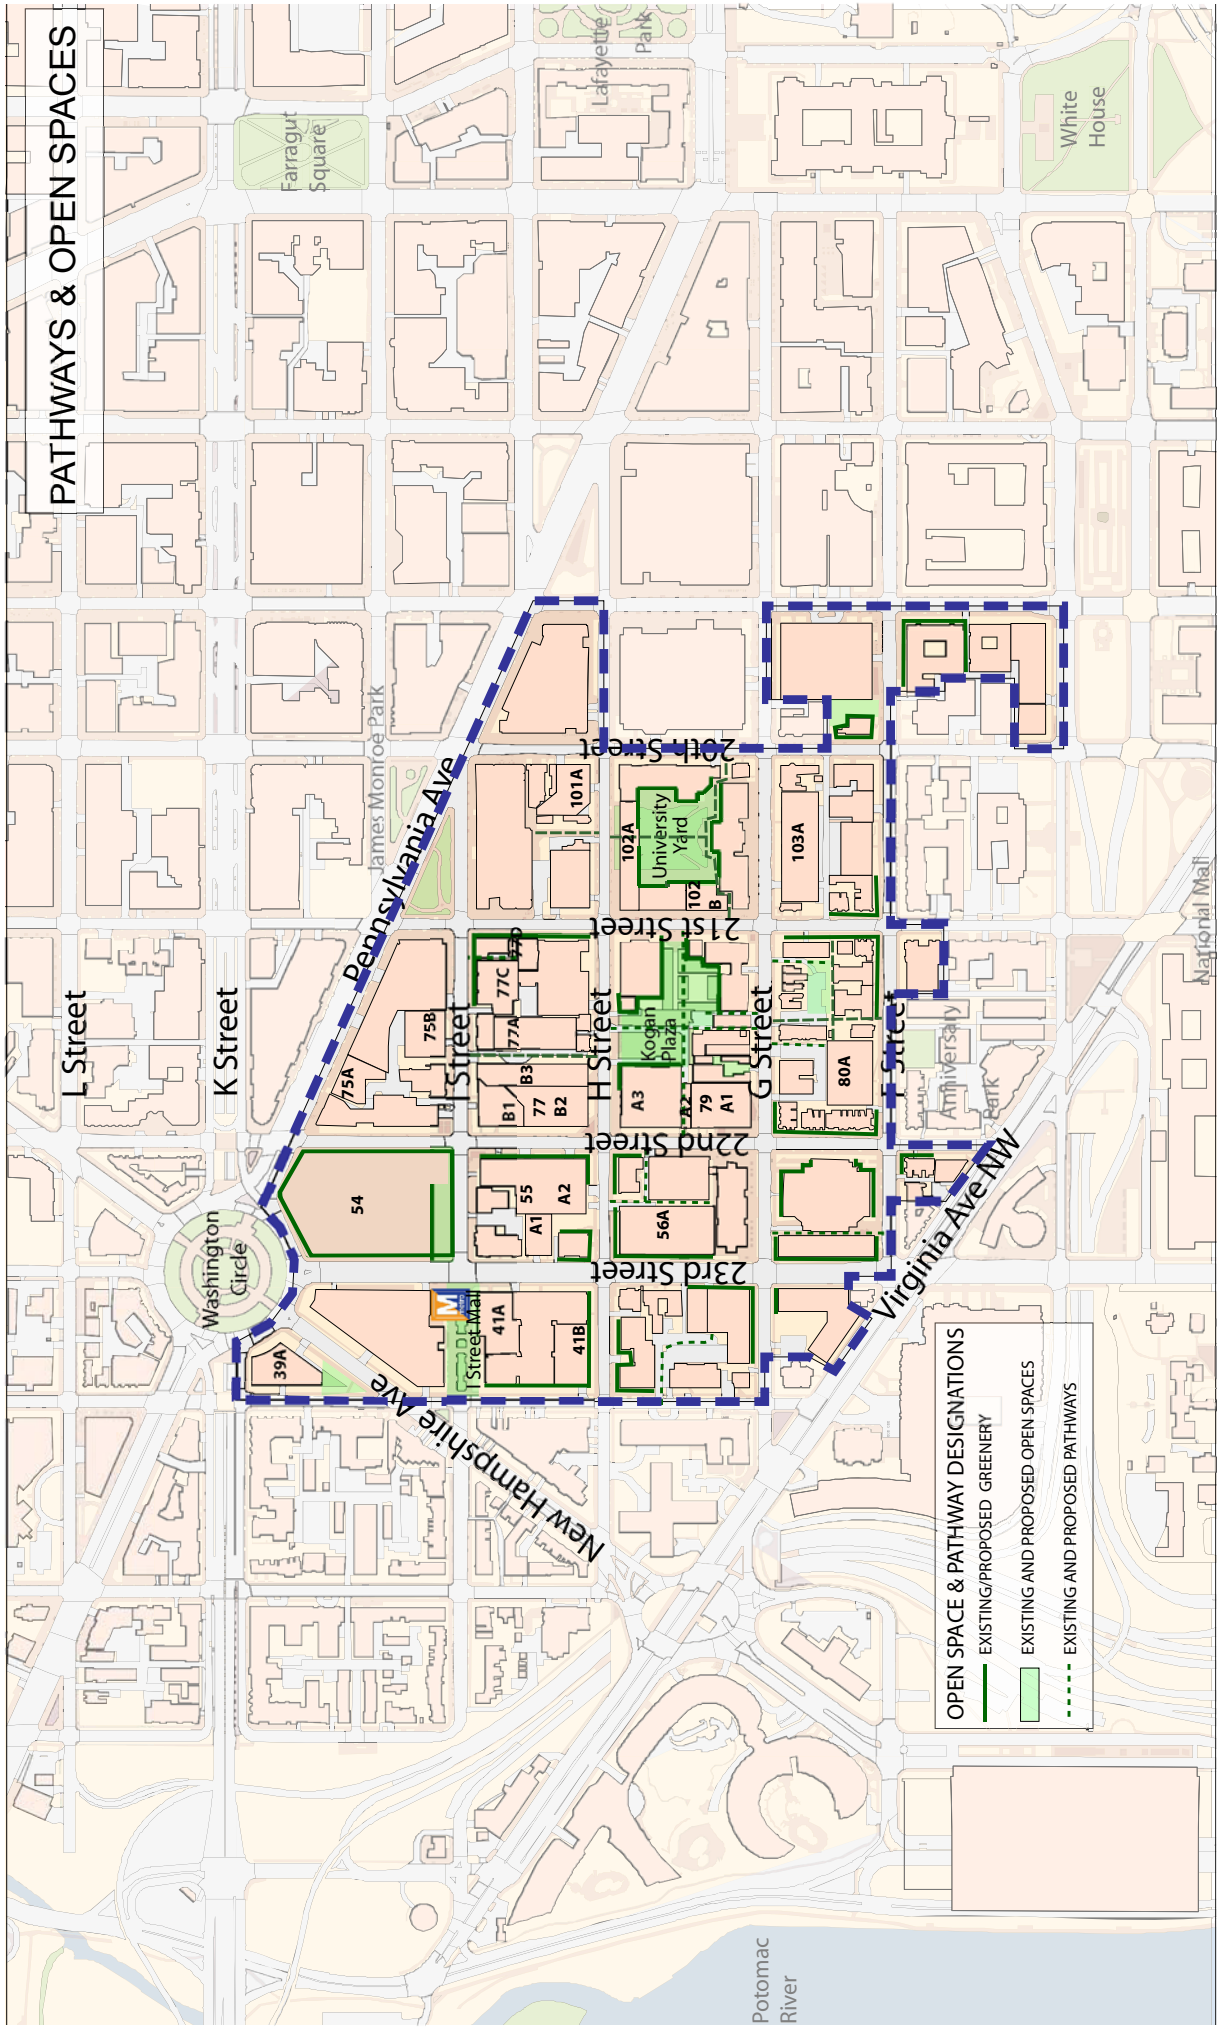 PATHWAYS & OPEN SPACES
L Street
K Street
Washington
Circle
Farragut
Square
Lafayette
Park
James Monroe Park
Pennsylvania Ave
New Hampshire Ave
39A
54
75A
75B
I Street
I Street Mall
M
41A
41B
55
A1
A2
B1
77
B2
B3
77A
77C
77D
101A
H Street
20th Street
21st Street
22nd Street
23rd Street
56A
A3
A2
79
A1
Kogan
Plaza
102A
University
Yard
102
B
G Street
80A
103A
F Street
Anniversary
Park
Virginia Ave NW
White
House
National Mall
Potomac
River
OPEN SPACE & PATHWAY DESIGNATIONS
EXISTING/PROPOSED GREENERY
EXISTING AND PROPOSED OPEN SPACES
EXISTING AND PROPOSED PATHWAYS